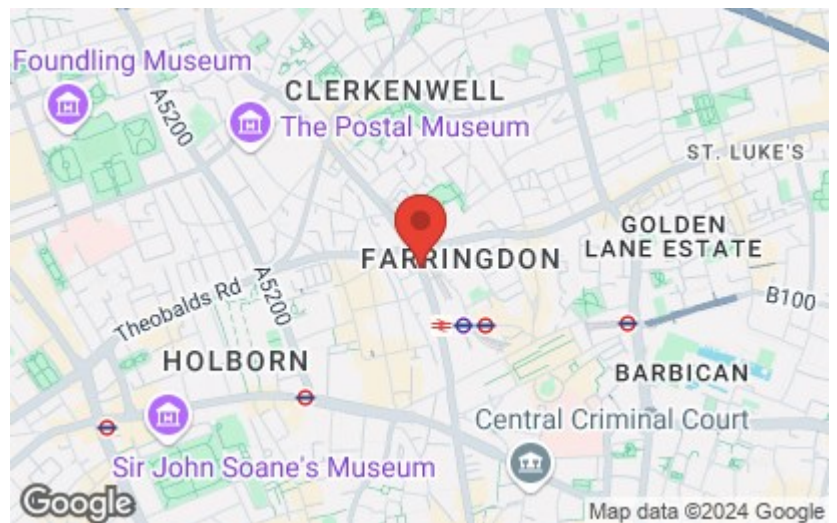 Foundling Museum
CLERKENWELL
The Postal Museum
A5200
ST. LUKE'S
GOLDEN
LANE ESTATE
FARRINGDON
Theobalds Rd
A5200
B100
HOLBORN
BARBICAN
Central Criminal Court
Sir John Soane's Museum
Google
Map data ©2024 Google